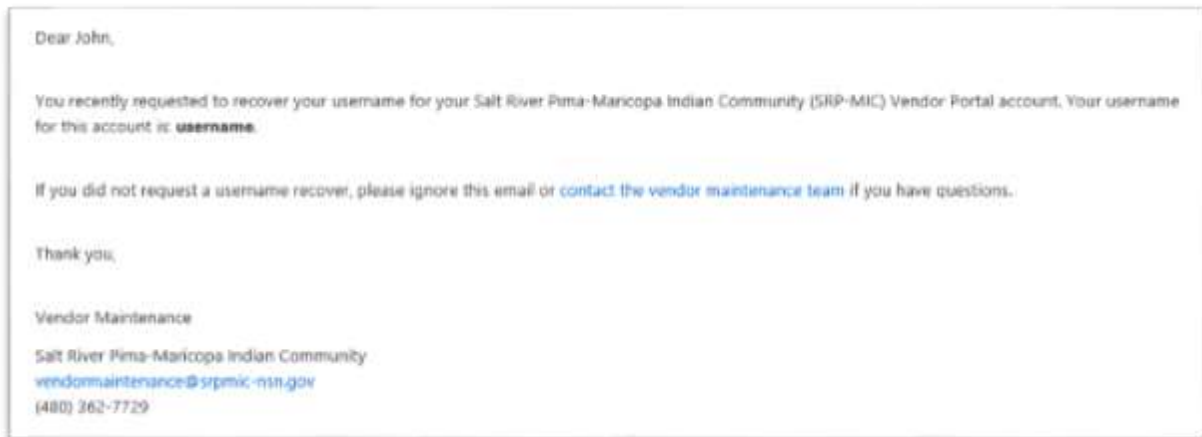 Dear John,
You recently requested to recover your username for your Salt River Pima-Maricopa Indian Community (SRP-MIC) Vendor Portal account. Your username
for this account is: username.
If you did not request a username recover, please ignore this email or contact the vendor maintenance team if you have questions.
Thank you,
Vendor Maintenance
Salt River Pima-Maricopa Indian Community
vendormaintenance@srpmic-nsn.gov
(480) 362-7729